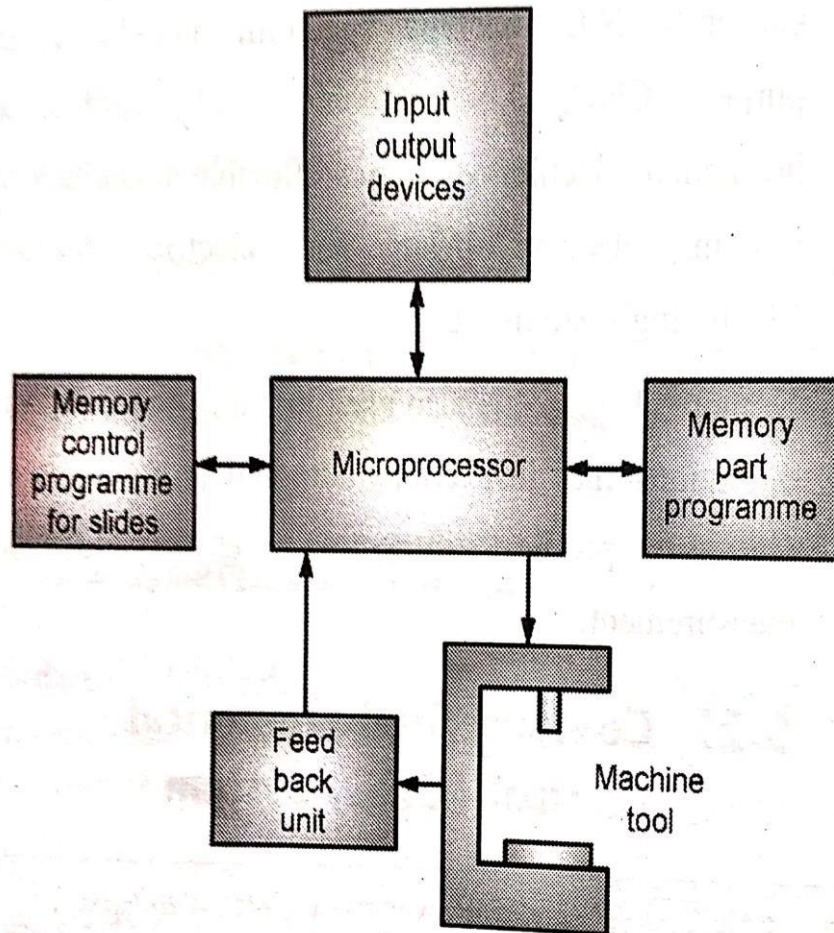 Input
output
devices
Memory
control
programme
for slides
Microprocessor
Memory
part
programme
Feed
back
unit
Machine
tool